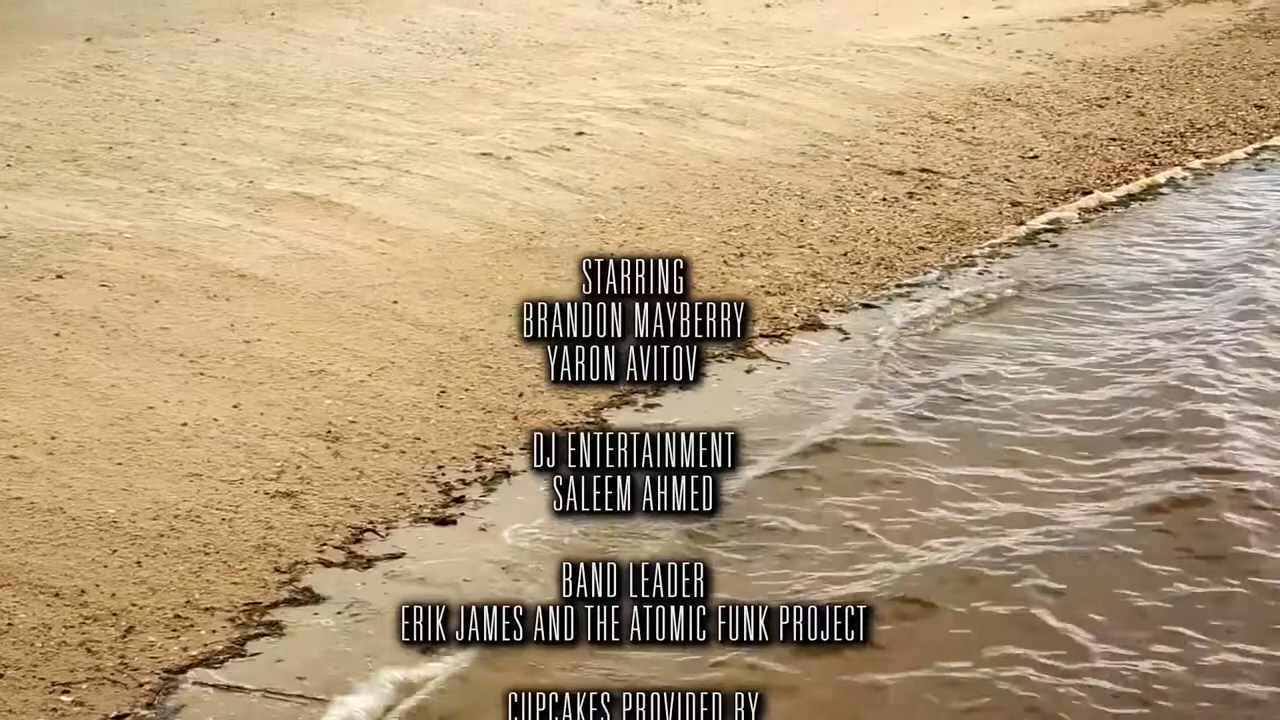 STARRING
BRANDON MAYBERRY
YARON AVITOV
DJ ENTERTAINMENT
SALEEM AHMED
BAND LEADER
ERIK JAMES AND THE ATOMIC FUNK PROJECT
CUPCAKES PROVIDED BY